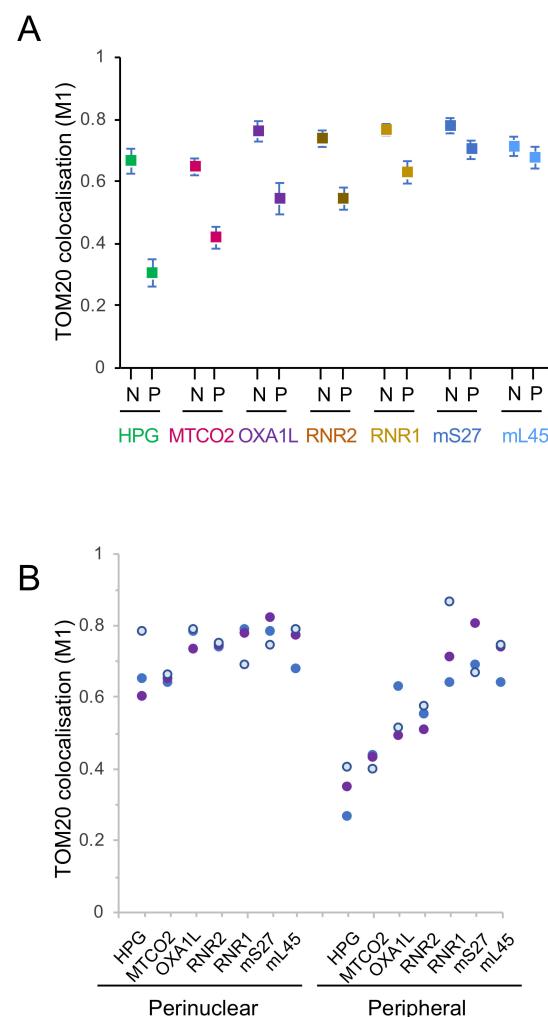 A
TOM20 colocalisation (M1)
1
0.8
0.6
0.4
0.2
0
N P N P N P N P N P N P N P
HPG MTCO2 OXA1L RNR2 RNR1 mS27 mL45
B
TOM20 colocalisation (M1)
1
0.8
0.6
0.4
0.2
0
HPG MTCO2 OXA1L RNR2 RNR1 mS27 mL45 HPG MTCO2 OXA1L RNR2 RNR1 mS27 mL45
Perinuclear Peripheral